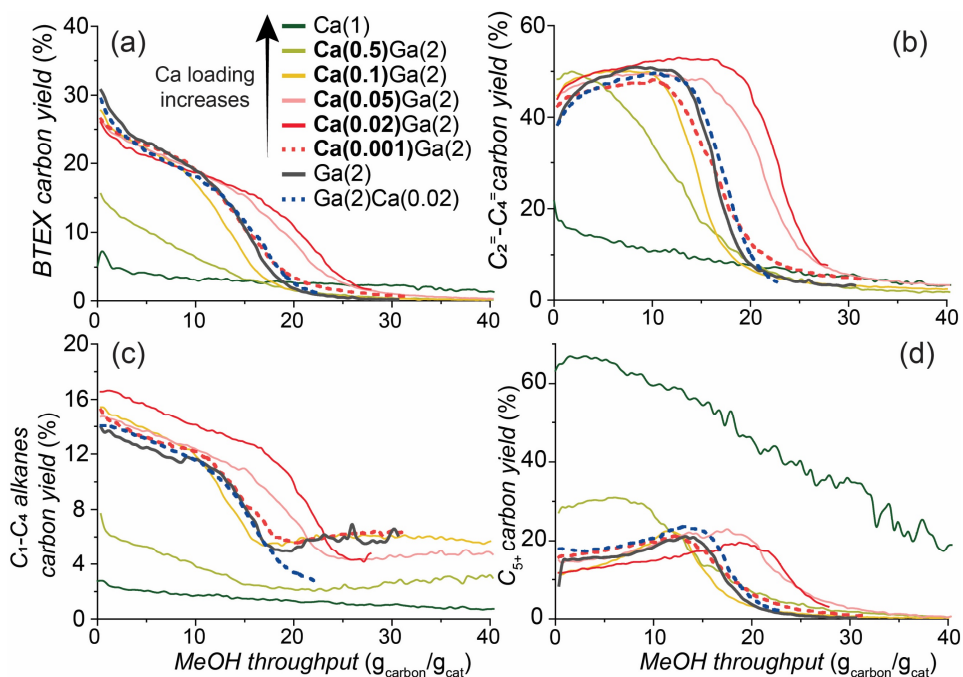 (a)
BTEX carbon yield (%)
40
30
20
10
0
0
10
20
30
40
Ca loading
increases
Ca(1)
Ca(0.5)Ga(2)
Ca(0.1)Ga(2)
Ca(0.05)Ga(2)
Ca(0.02)Ga(2)
Ca(0.001)Ga(2)
Ga(2)
Ga(2)Ca(0.02)
(b)
C₂⁼-C₄⁼carbon yield (%)
60
40
20
0
0
10
20
30
40
(c)
C₁-C₄ alkanes
carbon yield (%)
20
16
12
8
4
0
0
10
20
30
40
MeOH throughput (g_carbon/g_cat)
(d)
C₅₊ carbon yield (%)
60
40
20
0
0
10
20
30
40
MeOH throughput (g_carbon/g_cat)